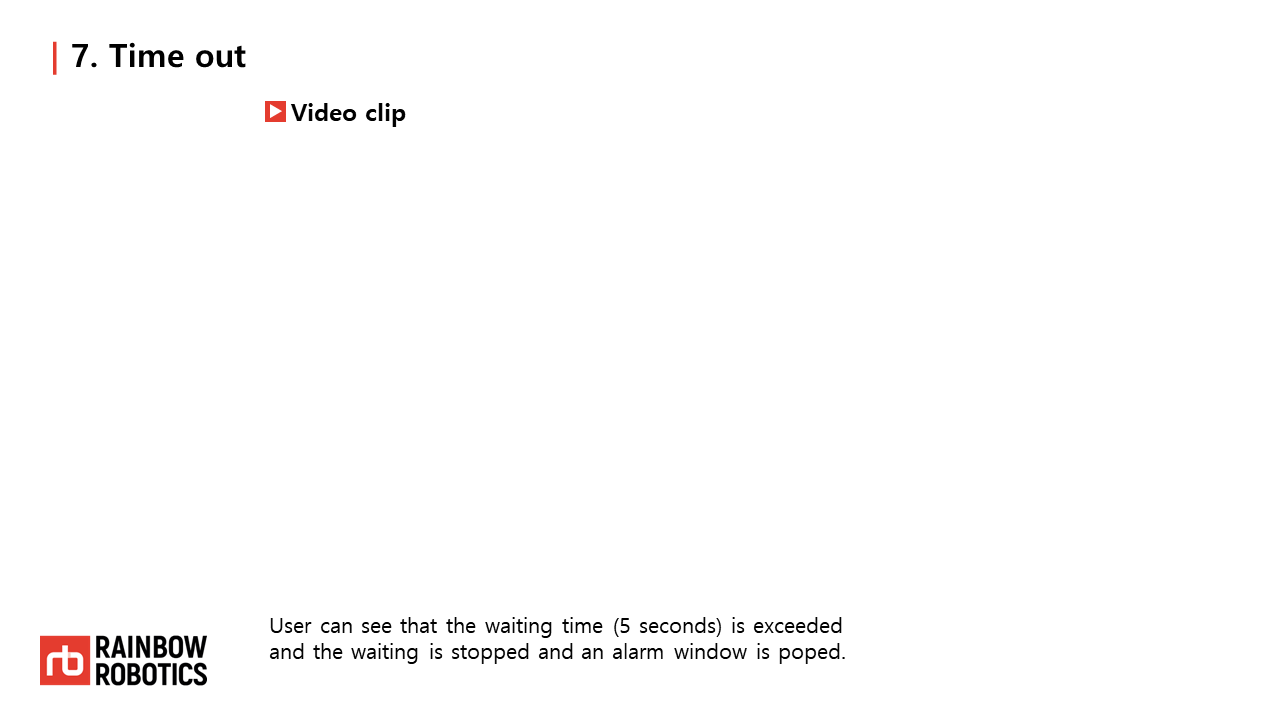 7. Time out
Video clip
User can see that the waiting time (5 seconds) is exceeded
and the waiting is stopped and an alarm window is poped.
rb RAINBOW
ROBOTICS